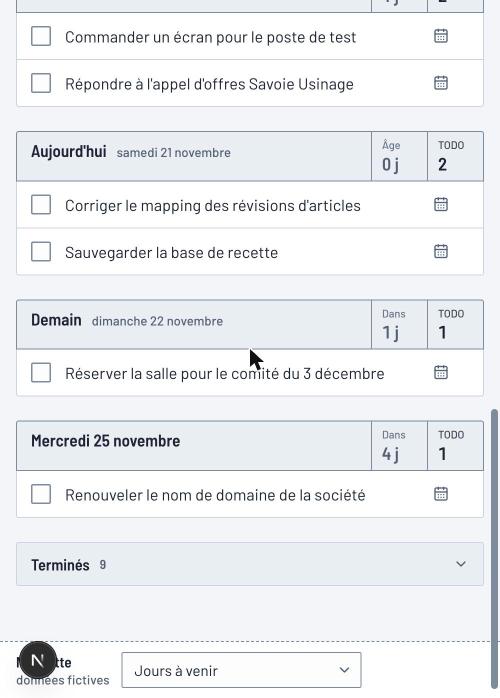 Commander un écran pour le poste de test
Répondre à l'appel d'offres Savoie Usinage
Aujourd'hui samedi 21 novembre Âge 0 j TODO 2
Corriger le mapping des révisions d'articles
Sauvegarder la base de recette
Demain dimanche 22 novembre Dans 1 j TODO 1
Réserver la salle pour le comité du 3 décembre
Mercredi 25 novembre Dans 4 j TODO 1
Renouveler le nom de domaine de la société
Terminés 9
N
données fictives
Jours à venir